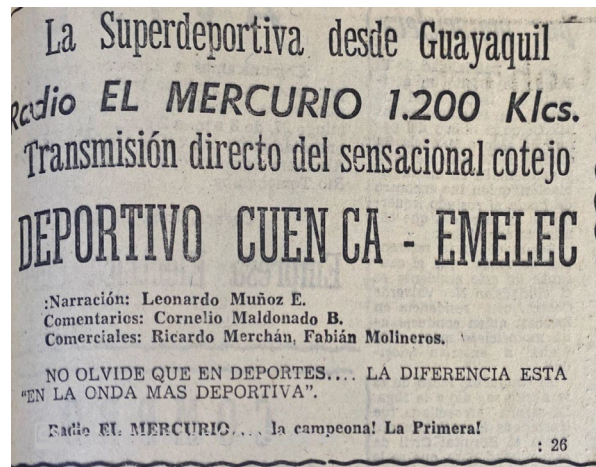 La Superdeportiva desde Guayaquil
Radio EL MERCURIO 1.200 Klcs.
Transmisión directo del sensacional cotejo
DEPORTIVO CUENCA - EMELEC
:Narración: Leonardo Muñoz E.
Comentarios: Cornelio Maldonado B.
Comerciales: Ricardo Merchán, Fabián Molineros.
NO OLVIDE QUE EN DEPORTES.... LA DIFERENCIA ESTA
“EN LA ONDA MAS DEPORTIVA”.
Radio EL MERCURIO.... la campeona! La Primera!
: 26